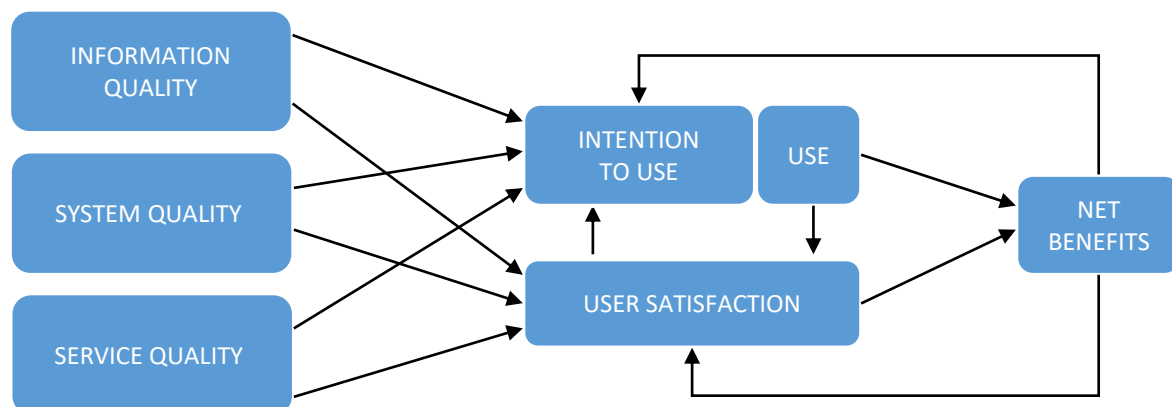 INFORMATION
QUALITY
SYSTEM QUALITY
SERVICE QUALITY
INTENTION
TO USE
USE
USER SATISFACTION
NET
BENEFITS